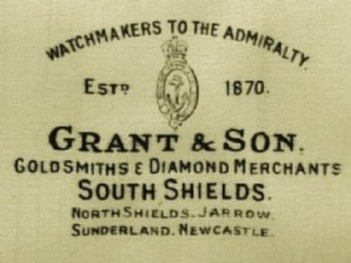 WATCHMAKERS TO THE ADMIRALTY.
ESTD 1870.
GRANT & SON.
GOLDSMITHS & DIAMOND MERCHANTS
SOUTH SHIELDS.
NORTH SHIELDS. JARROW.
SUNDERLAND. NEWCASTLE.